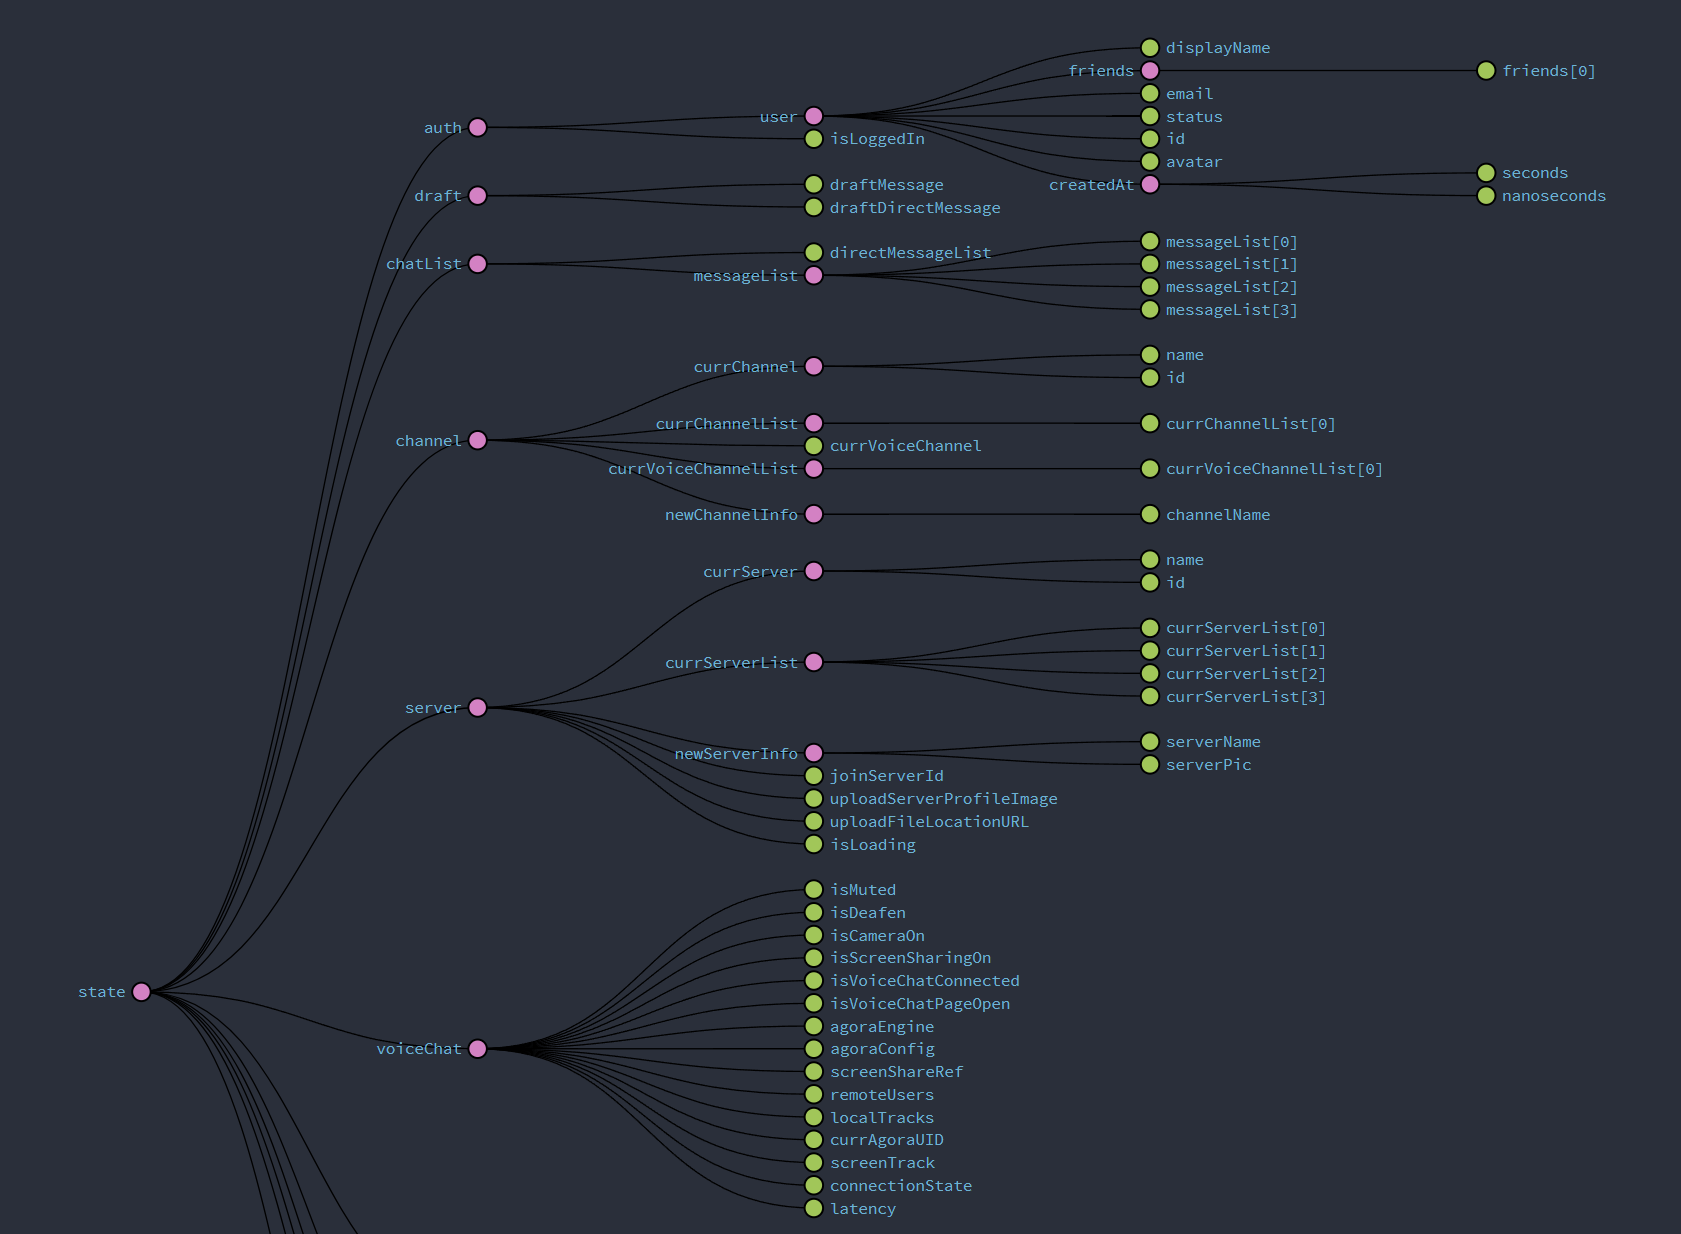 displayName
friends
friends[0]
email
user
status
auth
isLoggedIn
id
avatar
seconds
draftMessage
createdAt
draft
nanoseconds
draftDirectMessage
messageList[0]
directMessageList
chatList
messageList[1]
messageList
messageList[2]
messageList[3]
name
currChannel
id
currChannelList
currChannelList[0]
channel
currVoiceChannel
currVoiceChannelList
currVoiceChannelList[0]
newChannelInfo
channelName
name
currServer
id
currServerList[0]
currServerList[1]
currServerList
currServerList[2]
currServerList[3]
server
serverName
newServerInfo
serverPic
joinServerId
uploadServerProfileImage
uploadFileLocationURL
isLoading
isMuted
isDeafen
isCameraOn
isScreenSharingOn
isVoiceChatConnected
state
isVoiceChatPageOpen
agoraEngine
voiceChat
agoraConfig
screenShareRef
remoteUsers
localTracks
currAgoraUID
screenTrack
connectionState
latency